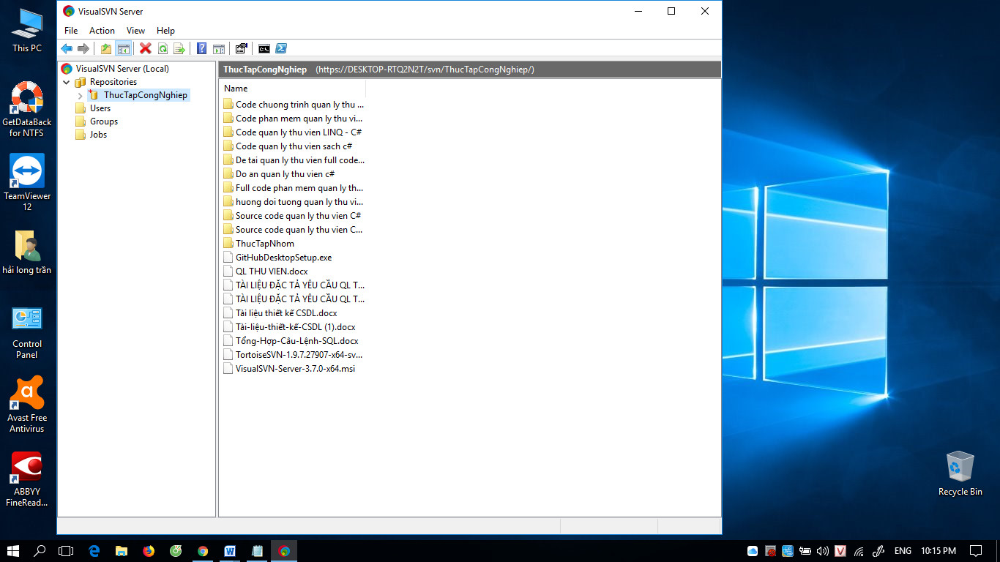 VisualSVN Server
File Action View Help
VisualSVN Server (Local)
Repositories
ThucTapCongNghiep
Users
Groups
Jobs
ThucTapCongNghiep (https://DESKTOP-RTQ2N2T/svn/ThucTapCongNghiep/)
Name
Code chuong trinh quan ly thu ...
Code phan mem quan ly thu vi...
Code quan ly thu vien LINQ - C#
Code quan ly thu vien sach c#
De tai quan ly thu vien full code...
Do an quan ly thu vien c#
Full code phan mem quan ly th...
huong doi tuong quan ly thu vi...
Source code quan ly thu vien C#
Source code quan ly thu vien C...
ThucTapNhom
GitHubDesktopSetup.exe
QL THU VIEN.docx
TÀI LIỆU ĐẶC TẢ YÊU CẦU QL T...
TÀI LIỆU ĐẶC TẢ YÊU CẦU QL T...
Tài liệu thiết kế CSDL.docx
Tài-liệu-thiết-kế-CSDL (1).docx
Tổng-Hợp-Câu-Lệnh-SQL.docx
TortoiseSVN-1.9.7.27907-x64-sv...
VisualSVN-Server-3.7.0-x64.msi
This PC
GetDataBack
for NTFS
TeamViewer
12
hải long trần
Control
Panel
Avast Free
Antivirus
ABBYY
FineRead...
Recycle Bin
ENG 10:15 PM